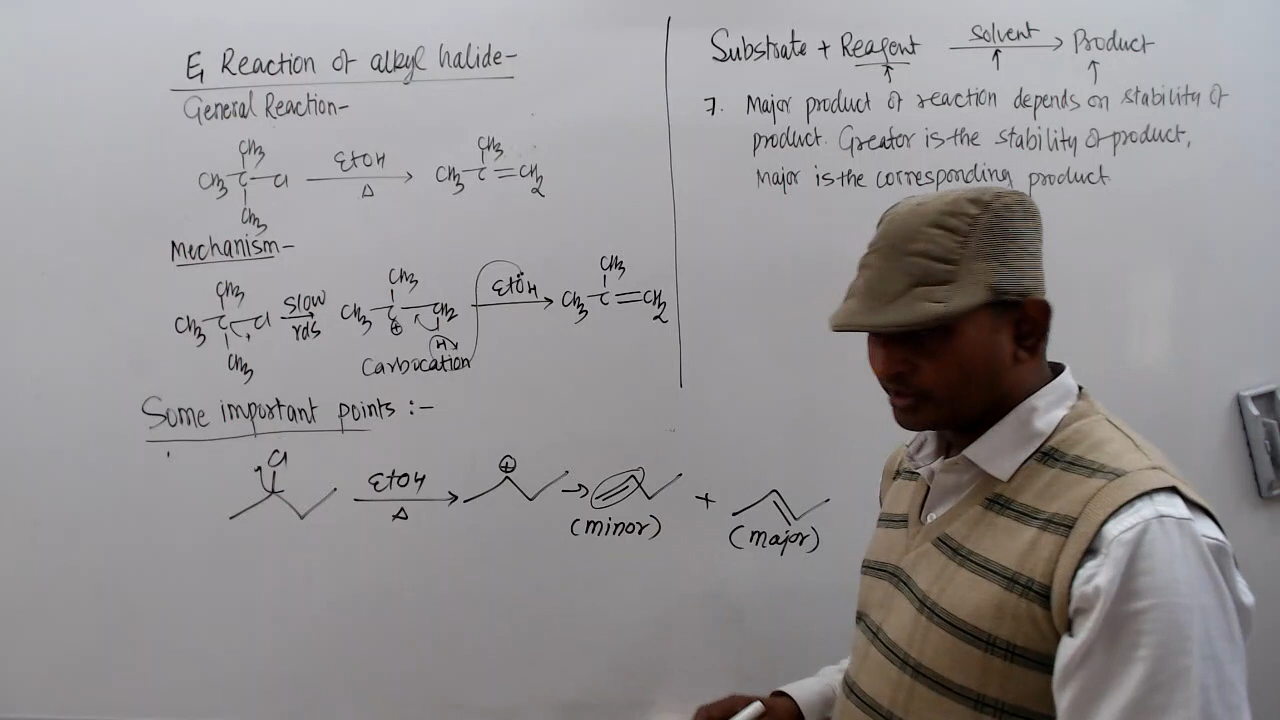 E1 Reaction of alkyl halide-
General Reaction-
CH3
CH3 C Cl EtOH CH3 C=CH2
Δ
CH3
CH3
Mechanism-
CH3
CH3 C Cl slow rds CH3 C CH2 EtÖH CH3 C=CH2
CH3
CH3
⊕ H
CH3
Carbocation
Some important points :-
Cl
EtOH
⊕
Δ
+
(minor)
(major)
Substrate + Reagent solvent Product
7. Major product of reaction depends on stability of
product. Greator is the stability of product,
Major is the corresponding product